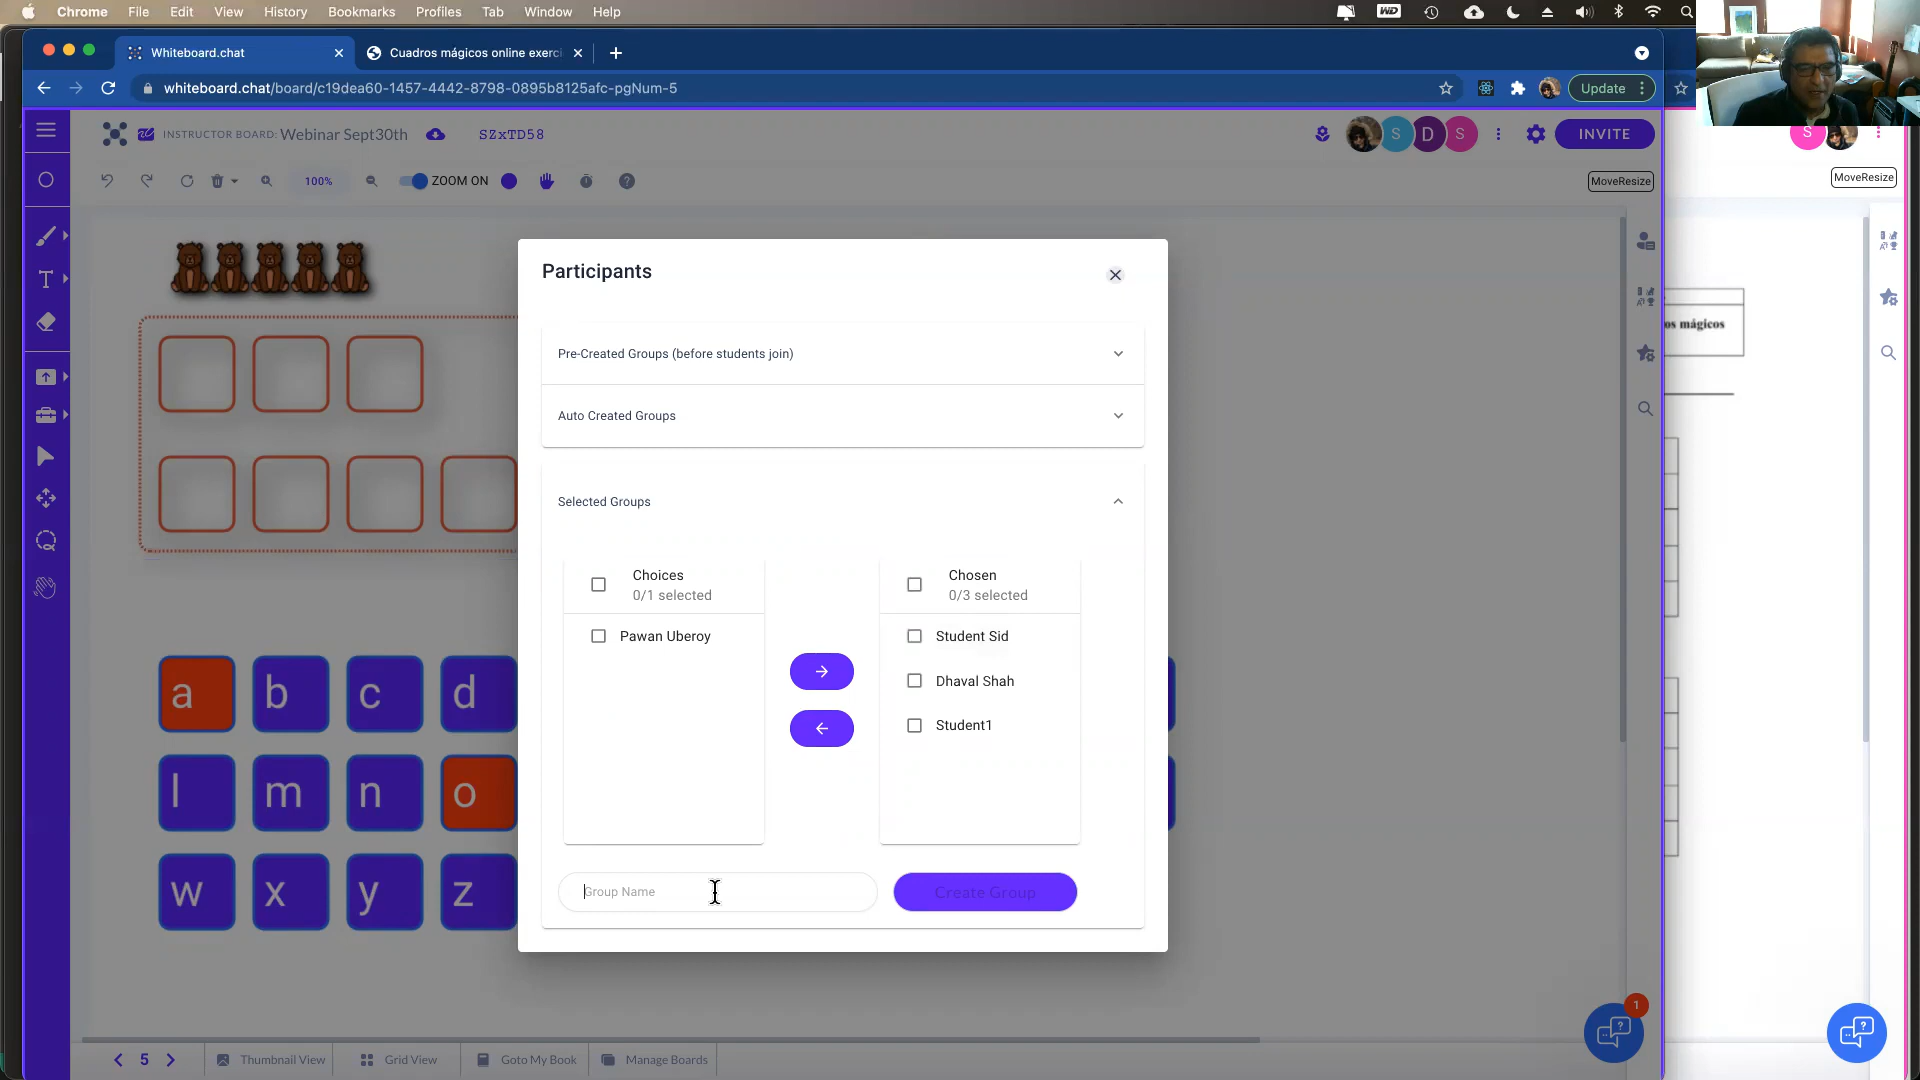 Chrome File Edit View History Bookmarks Profiles Tab Window Help
WD
Whiteboard.chat
Cuadros mágicos online exerci
whiteboard.chat/board/c19dea60-1457-4442-8798-0895b8125afc-pgNum-5
Update
INSTRUCTOR BOARD: Webinar Sept30th
SZxTD58
S D S
INVITE
S
100%
ZOOM ON
MoveResize
MoveResize
Participants
Pre-Created Groups (before students join)
Auto Created Groups
Selected Groups
Choices
0/1 selected
Pawan Uberoy
Chosen
0/3 selected
Student Sid
Dhaval Shah
Student1
Group Name
Create Group
os mágicos
a b c d
l m n o
w x y z
1
5
Thumbnail View
Grid View
Goto My Book
Manage Boards